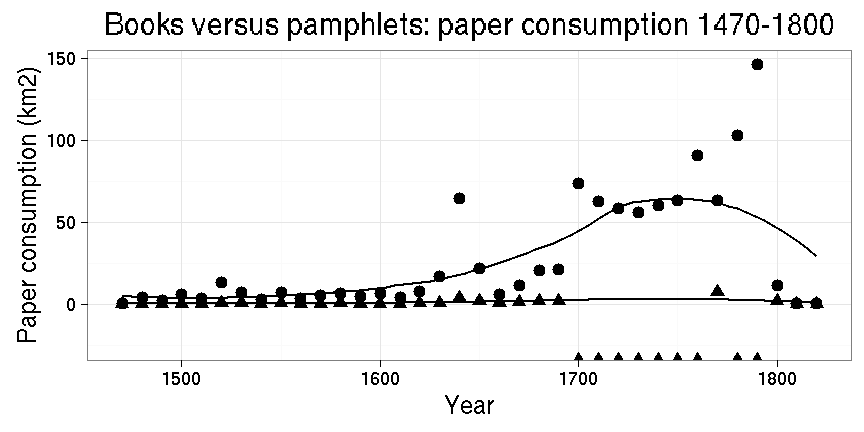 Books versus pamphlets: paper consumption 1470-1800
Paper consumption (km2)
150
100
50
0
1500
1600
1700
1800
Year